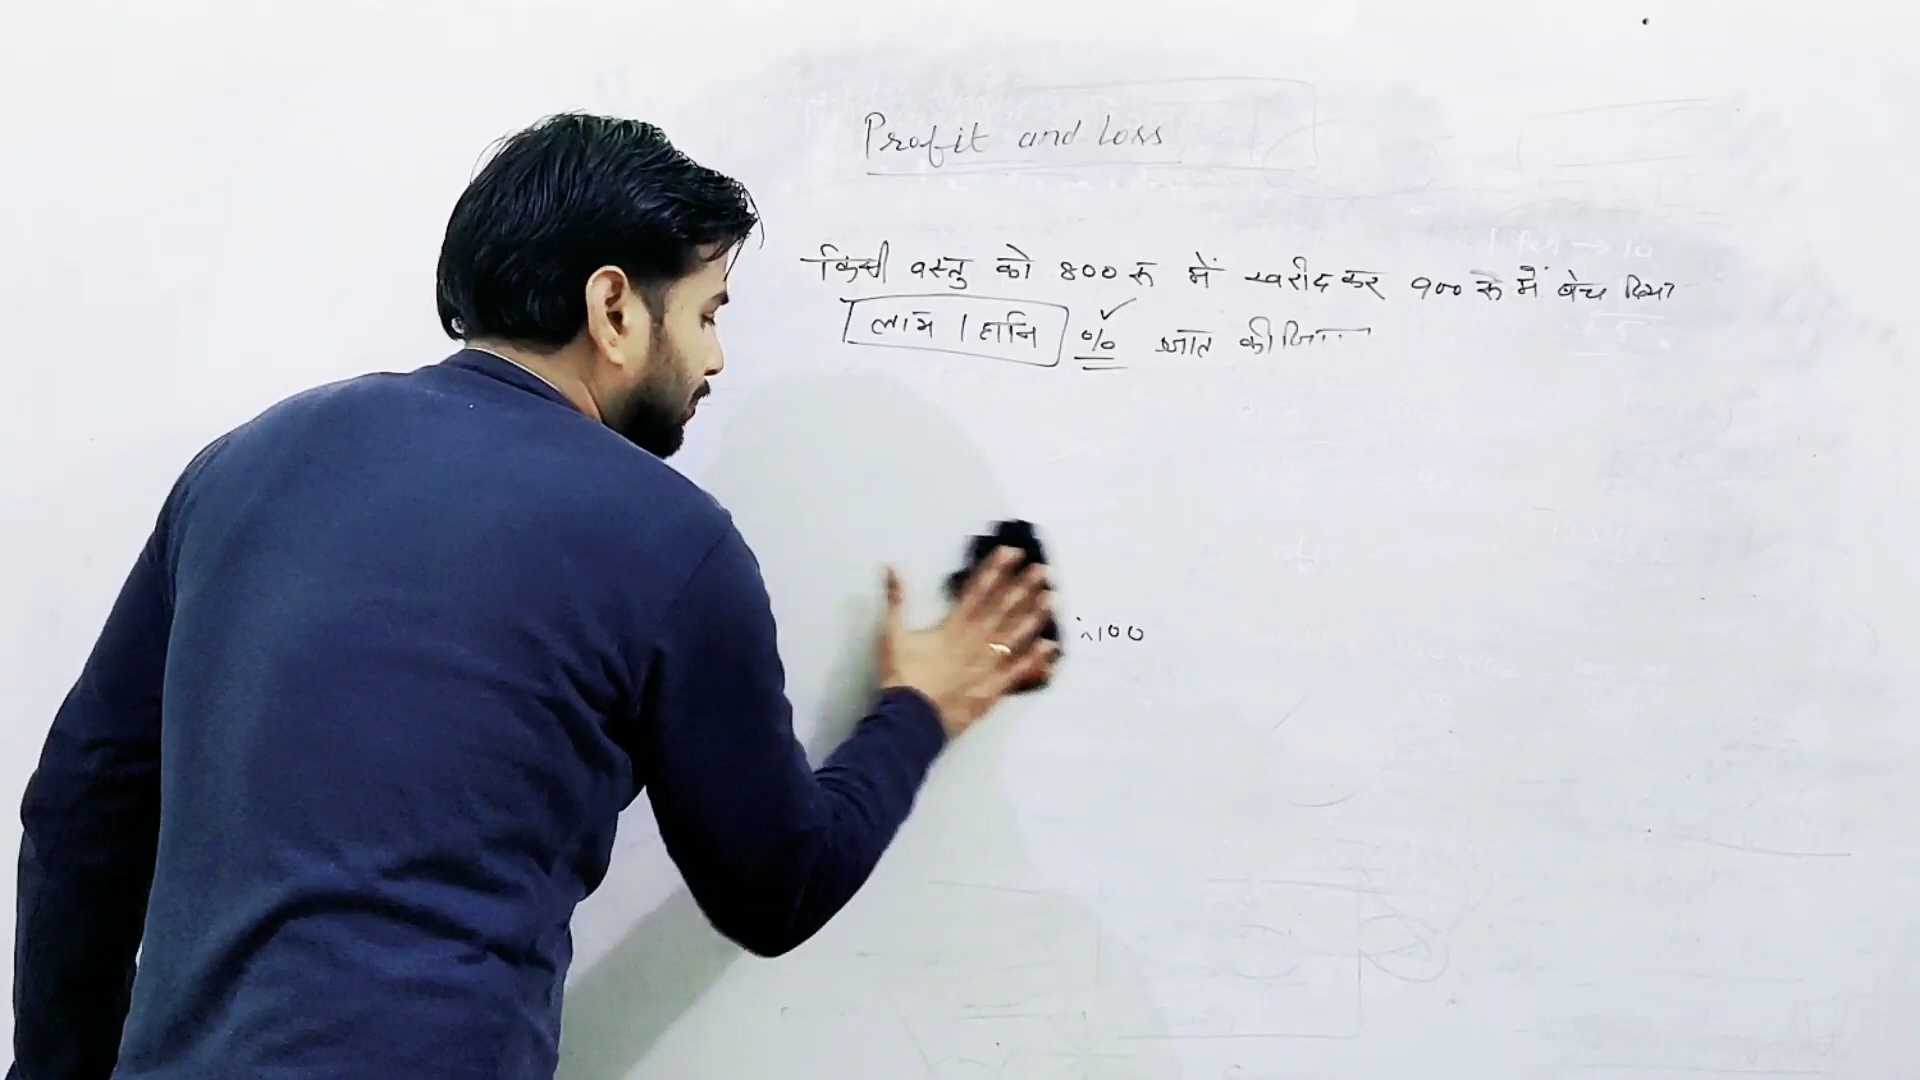 Profit and Loss
किसी वस्तु को 800 रू में खरीदकर 900 रू में बेच दिया
लाभ / हानि % ज्ञात कीजिए
×100